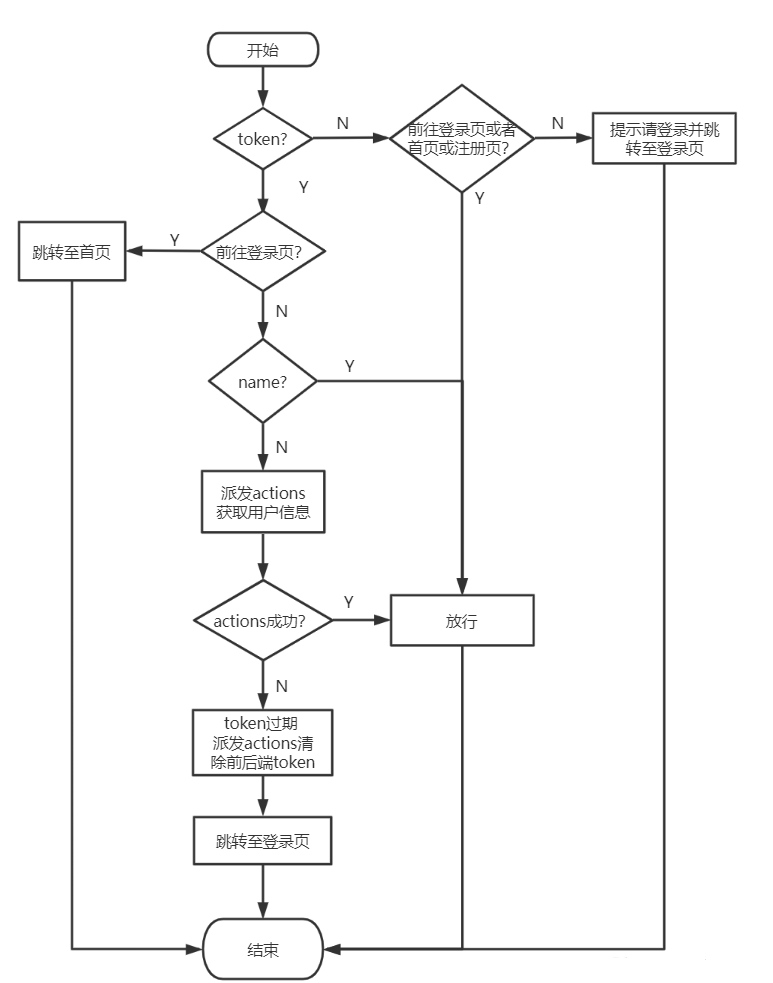 开始
token?
N
前往登录页或者
首页或注册页?
N
提示请登录并跳
转至登录页
Y
Y
跳转至首页
Y
前往登录页?
N
name?
Y
N
派发actions
获取用户信息
actions成功?
Y
放行
N
token过期
派发actions清
除前后端token
跳转至登录页
结束